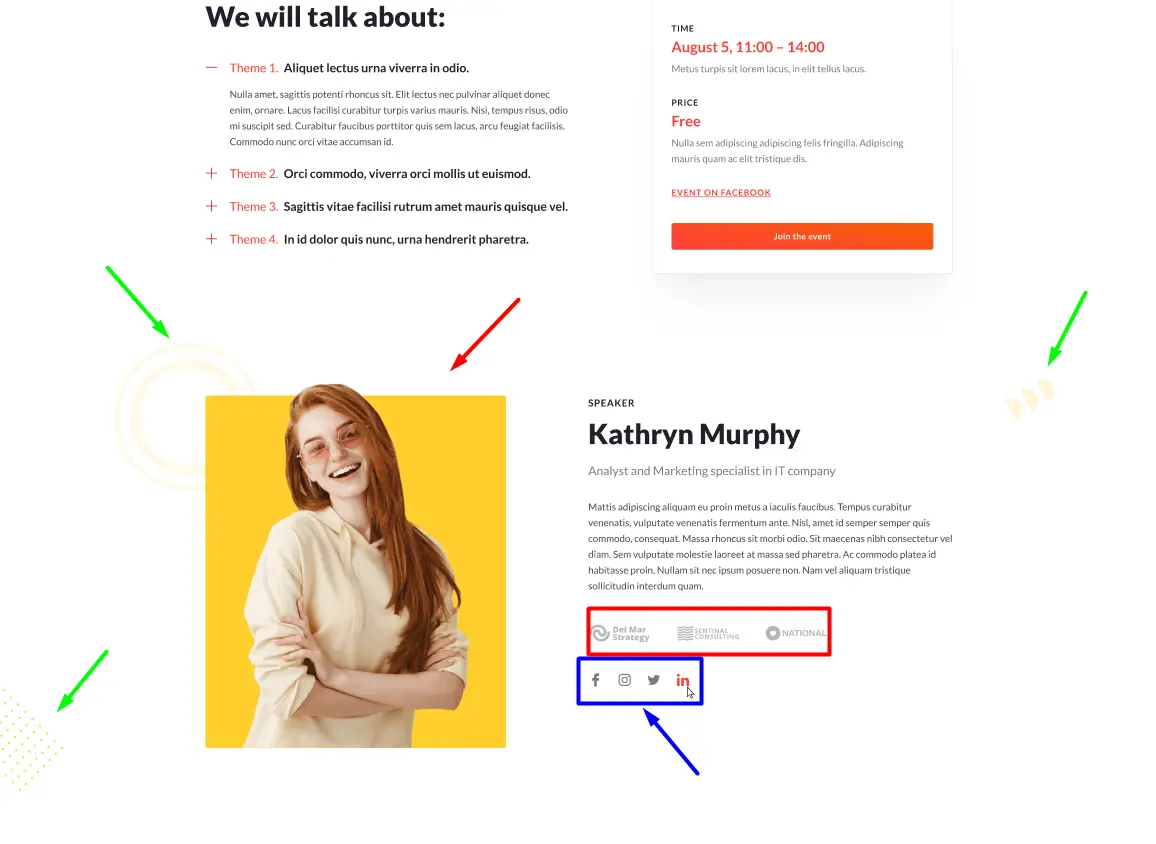 We will talk about:
Theme 1. Aliquet lectus urna viverra in odio.
Nulla amet, sagittis potenti rhoncus sit. Elit lectus nec pulvinar aliquet donec
enim, ornare. Lacus facilisi curabitur turpis varius mauris. Nisi, tempus risus, odio
mi suscipit sed. Curabitur faucibus porttitor quis sem lacus, arcu feugiat facilisis.
Commodo nunc orci vitae accumsan id.
Theme 2. Orci commodo, viverra orci mollis ut euismod.
Theme 3. Sagittis vitae facilisi rutrum amet mauris quisque vel.
Theme 4. In id dolor quis nunc, urna hendrerit pharetra.
TIME
August 5, 11:00 – 14:00
Metus turpis sit lorem lacus, in elit tellus lacus.
PRICE
Free
Nulla sem adipiscing adipiscing felis fringilla. Adipiscing
mauris quam ac elit tristique dis.
EVENT ON FACEBOOK
Join the event
SPEAKER
Kathryn Murphy
Analyst and Marketing specialist in IT company
Mattis adipiscing aliquam eu proin metus a iaculis faucibus. Tempus curabitur
venenatis, vulputate venenatis fermentum ante. Nisl, amet id semper semper quis
commodo, consequat. Massa rhoncus sit morbi odio. Sit maecenas nibh consectetur vel
diam. Sem vulputate molestie laoreet at massa sed pharetra. Ac commodo platea id
habitasse proin. Nullam sit nec ipsum posuere non. Nam vel aliquam tristique
sollicitudin interdum quam.
Del Mar
Strategy
SENTINAL
CONSULTING
NATIONAL